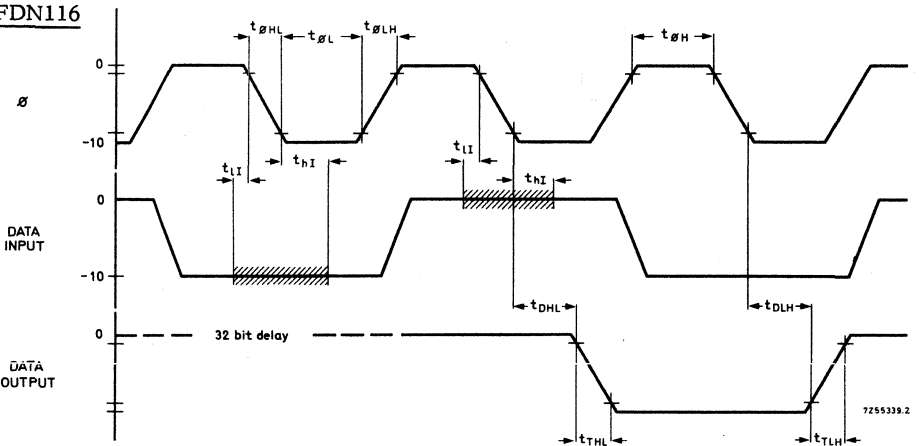 FDN116
tøHL tøL tøLH tøH
0
ø
-10
tlI thI tlI thI
0
DATA
INPUT
-10
tDHL tDLH
0 32 bit delay
DATA
OUTPUT
7Z55339.2
tTHL tTLH